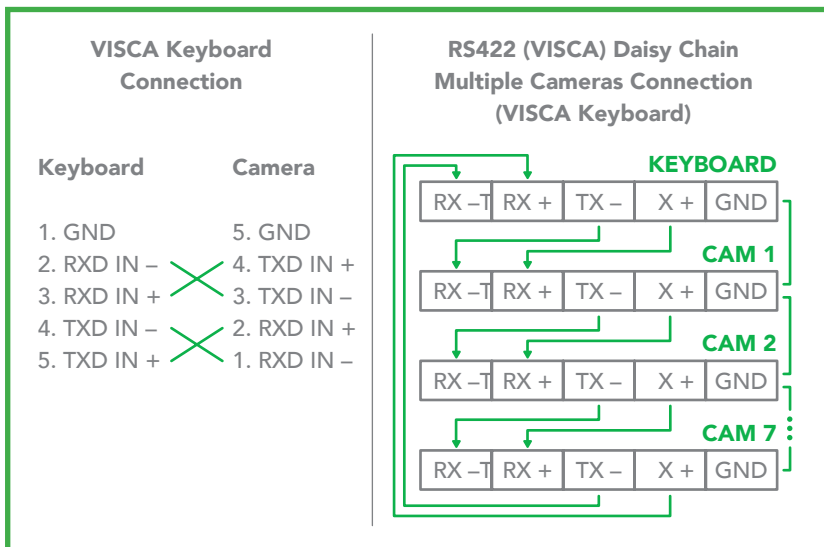 VISCA Keyboard
Connection
Keyboard Camera
1. GND 5. GND
2. RXD IN – 4. TXD IN +
3. RXD IN + 3. TXD IN –
4. TXD IN – 2. RXD IN +
5. TXD IN + 1. RXD IN –
RS422 (VISCA) Daisy Chain
Multiple Cameras Connection
(VISCA Keyboard)
KEYBOARD
RX –T RX + TX – X + GND
CAM 1
RX –T RX + TX – X + GND
CAM 2
RX –T RX + TX – X + GND
CAM 7
RX –T RX + TX – X + GND